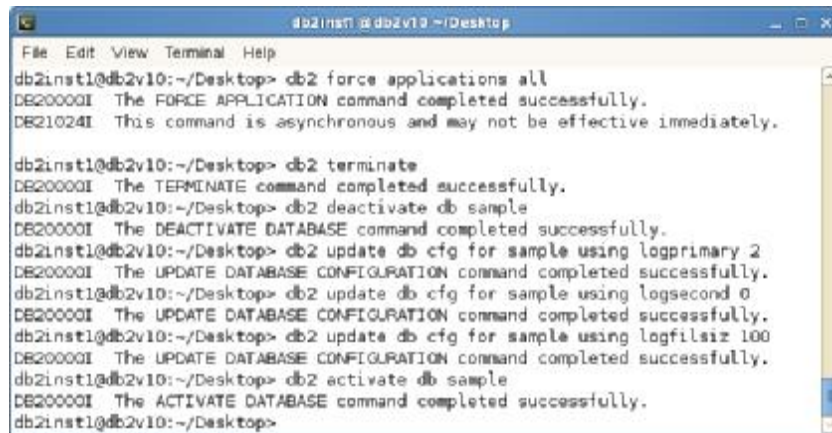 db2inst1@db2v10:~/Desktop
File Edit View Terminal Help
db2inst1@db2v10:~/Desktop> db2 force applications all
DB20000I  The FORCE APPLICATION command completed successfully.
DB21024I  This command is asynchronous and may not be effective immediately.
db2inst1@db2v10:~/Desktop> db2 terminate
DB20000I  The TERMINATE command completed successfully.
db2inst1@db2v10:~/Desktop> db2 deactivate db sample
DB20000I  The DEACTIVATE DATABASE command completed successfully.
db2inst1@db2v10:~/Desktop> db2 update db cfg for sample using logprimary 2
DB20000I  The UPDATE DATABASE CONFIGURATION command completed successfully.
db2inst1@db2v10:~/Desktop> db2 update db cfg for sample using logsecond 0
DB20000I  The UPDATE DATABASE CONFIGURATION command completed successfully.
db2inst1@db2v10:~/Desktop> db2 update db cfg for sample using logfilsiz 100
DB20000I  The UPDATE DATABASE CONFIGURATION command completed successfully.
db2inst1@db2v10:~/Desktop> db2 activate db sample
DB20000I  The ACTIVATE DATABASE command completed successfully.
db2inst1@db2v10:~/Desktop>